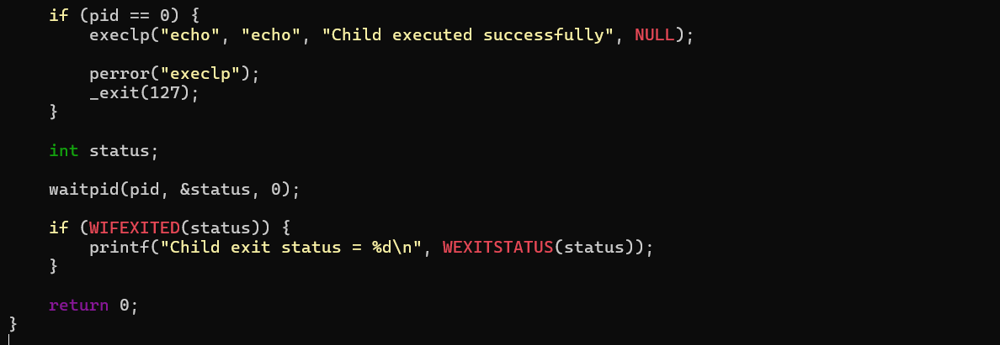 if (pid == 0) {
execlp("echo", "echo", "Child executed successfully", NULL);
perror("execlp");
_exit(127);
}
int status;
waitpid(pid, &status, 0);
if (WIFEXITED(status)) {
printf("Child exit status = %d\n", WEXITSTATUS(status));
}
return 0;
}